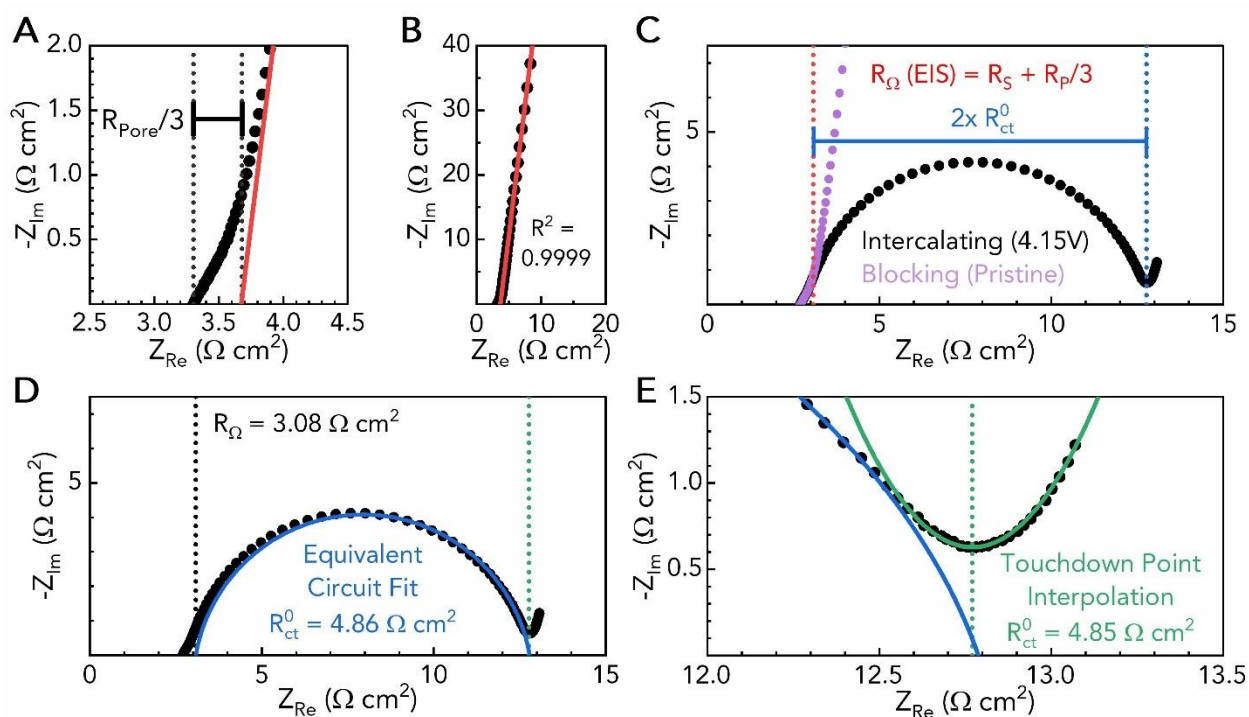 A
2.0
1.5
1.0
0.5
R_Pore/3
-Z_Im (Ω cm²)
2.5 3.3 3.5 4.5
Z_Re (Ω cm²)
B
40
30
20
10
0
R² =
0.9999
-Z_Im (Ω cm²)
0 10 20
Z_Re (Ω cm²)
C
5
R_Ω (EIS) = R_S + R_P/3
2x R⁰_ct
Intercalating (4.15V)
Blocking (Pristine)
-Z_Im (Ω cm²)
0 5 10 15
Z_Re (Ω cm²)
D
R_Ω = 3.08 Ω cm²
5
Equivalent
Circuit Fit
R⁰_ct = 4.86 Ω cm²
-Z_Im (Ω cm²)
0 5 10 15
Z_Re (Ω cm²)
E
1.5
1.0
0.5
Touchdown Point
Interpolation
R⁰_ct = 4.85 Ω cm²
-Z_Im (Ω cm²)
12.0 12.5 13.0 13.5
Z_Re (Ω cm²)